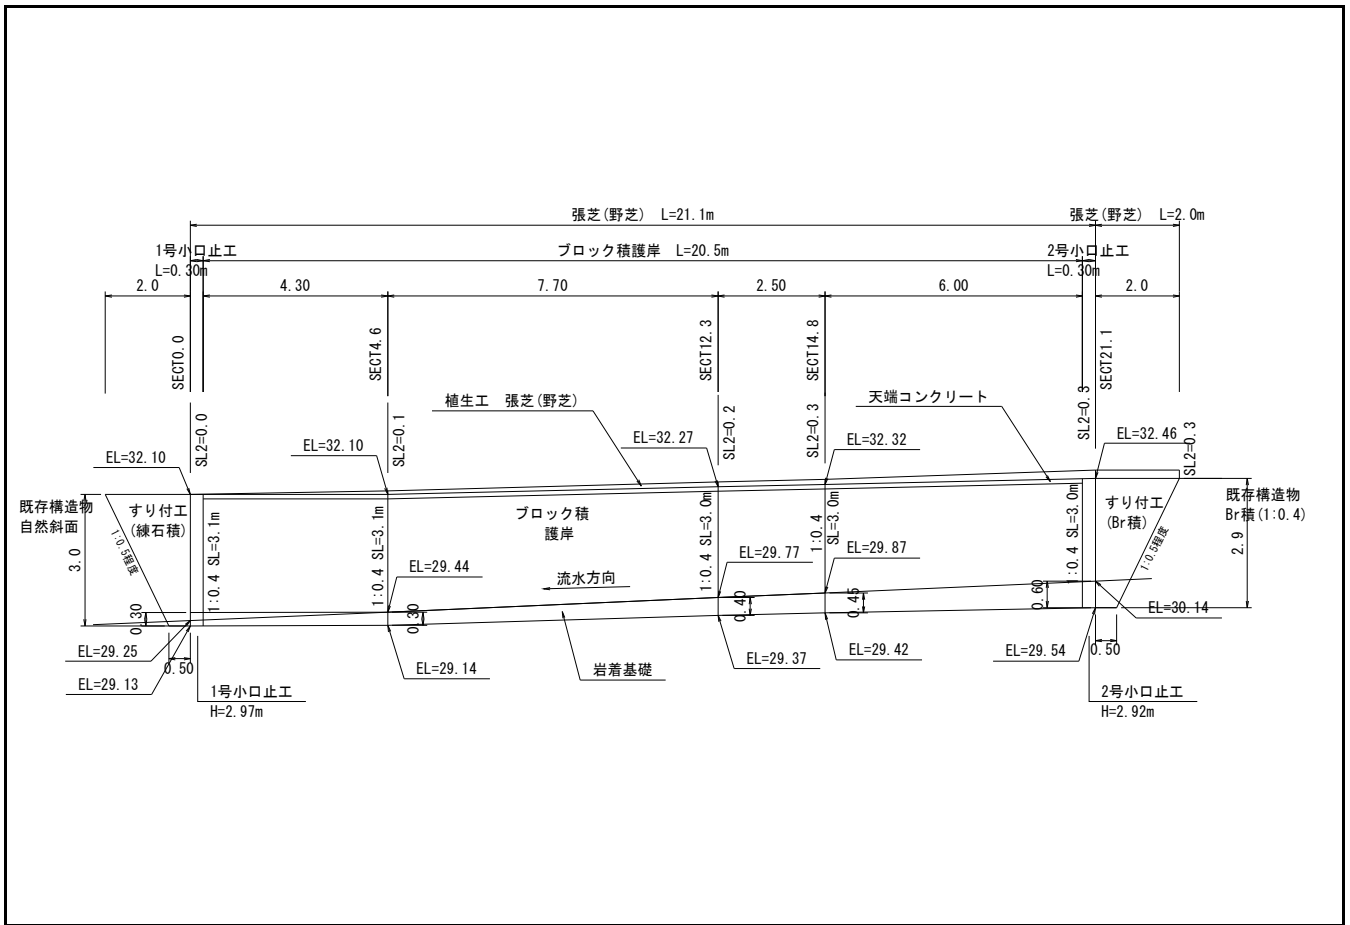 張芝(野芝) L=21.1m
張芝(野芝) L=2.0m
1号小口止工
L=0.30m
ブロック積護岸 L=20.5m
2号小口止工
L=0.30m
2.0
4.30
7.70
2.50
6.00
2.0
SECT0.0
SECT4.6
SECT12.3
SECT14.8
SECT21.1
SL2=0.0
SL2=0.1
SL2=0.2
SL2=0.3
SL2=0.3
SL2=0.3
植生工 張芝(野芝)
天端コンクリート
EL=32.10
EL=32.10
EL=32.27
EL=32.32
EL=32.46
既存構造物
自然斜面
すり付工
(練石積)
1:0.5程度
3.0
1:0.4 SL=3.1m
1:0.4 SL=3.1m
ブロック積
護岸
1:0.4 SL=3.0m
1:0.4
SL=3.0m
1:0.4 SL=3.0m
すり付工
(Br積)
1:0.5程度
2.9
既存構造物
Br積(1:0.4)
EL=29.44
流水方向
EL=29.77
EL=29.87
0.30
0.30
0.40
0.45
0.60
EL=30.14
EL=29.25
0.50
EL=29.13
EL=29.14
岩着基礎
EL=29.37
EL=29.42
EL=29.54
0.50
1号小口止工
H=2.97m
2号小口止工
H=2.92m